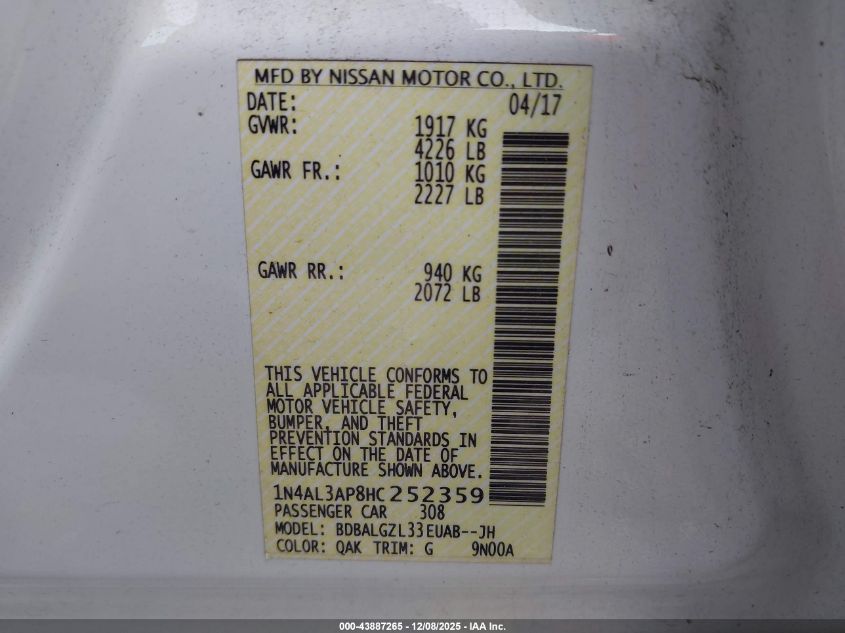 MFD BY NISSAN MOTOR CO., LTD.
DATE: 04/17
GVWR: 1917 KG
4226 LB
GAWR FR.: 1010 KG
2227 LB
GAWR RR.: 940 KG
2072 LB
THIS VEHICLE CONFORMS TO
ALL APPLICABLE FEDERAL
MOTOR VEHICLE SAFETY,
BUMPER, AND THEFT
PREVENTION STANDARDS IN
EFFECT ON THE DATE OF
MANUFACTURE SHOWN ABOVE.
1N4AL3AP8HC252359
PASSENGER CAR 308
MODEL: BDBALGZL33EUAB--JH
COLOR: QAK TRIM: G 9N00A
000-43887265 - 12/08/2025 - IAA Inc.